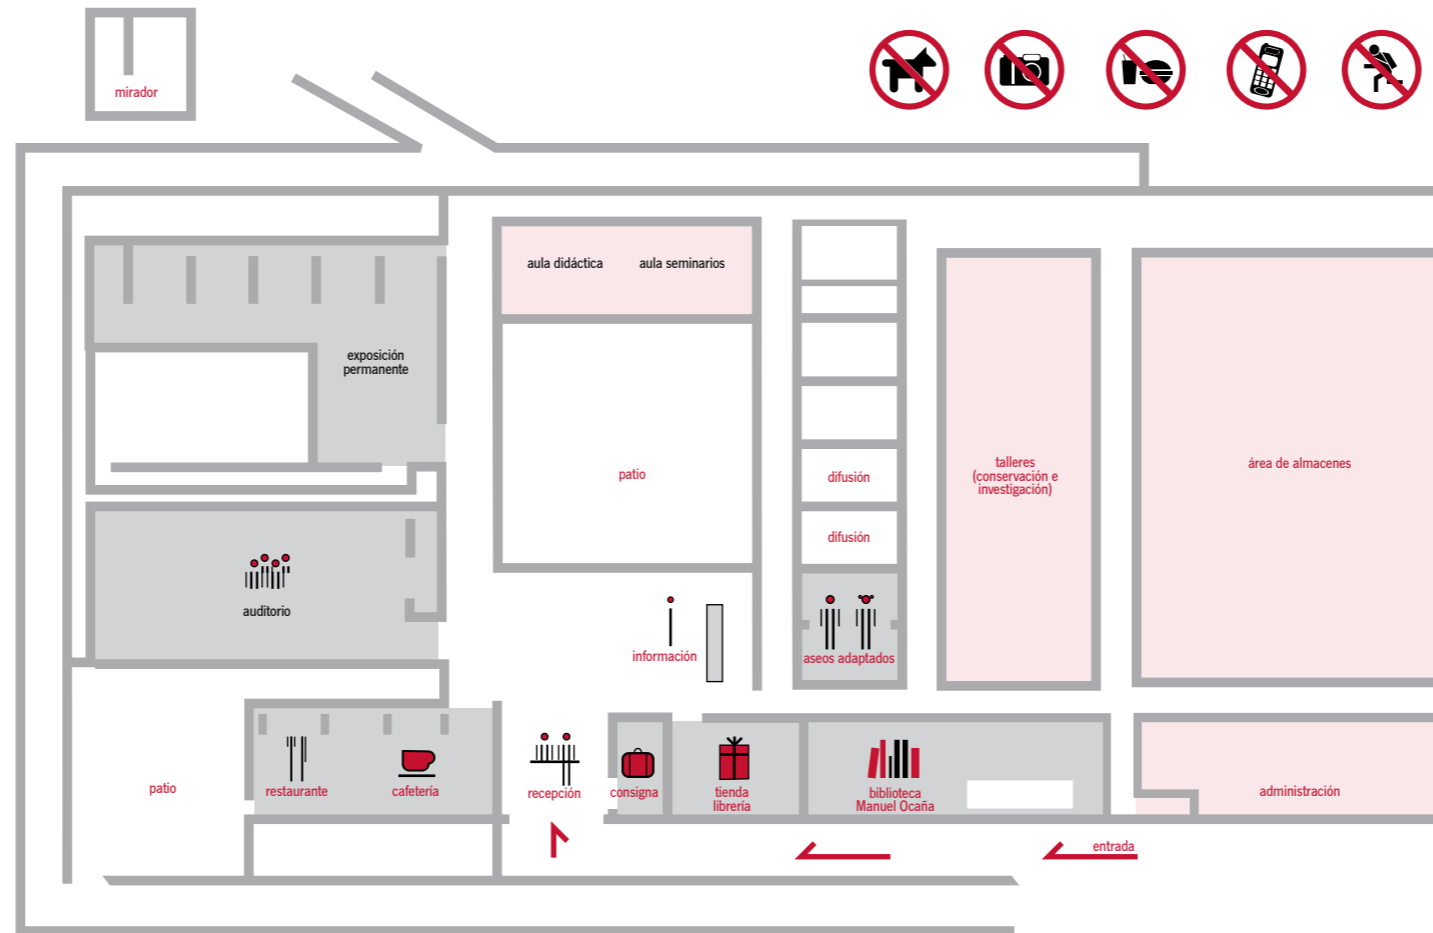 mirador
aula didáctica
aula seminarios
exposición
permanente
patio
difusión
difusión
talleres
(conservación e
investigación)
área de almacenes
auditorio
información
aseos adaptados
patio
restaurante
cafetería
recepción
consigna
tienda
librería
biblioteca
Manuel Ocaña
administración
entrada